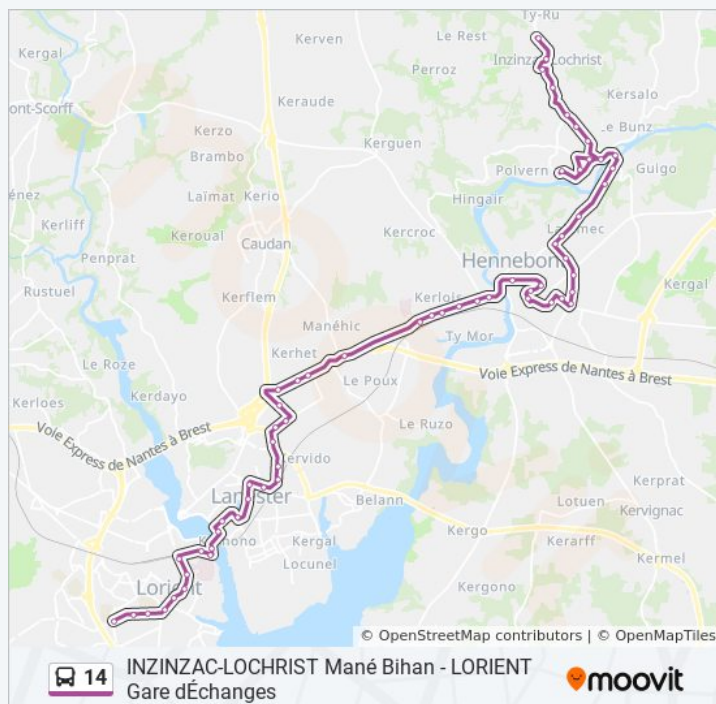 Ty-Ru
Kergal
Kerven
Le Rest
Inzinzac-Lochrist
Perroz
Keraude
Kersalo
ont-Scorff
Kerzo
Le Bunz
Kerguen
Brambo
Polvern
Guigo
énez
Laïmat
Kerio
Hingair
Kerliff
Keroual
Kercroc
Penprat
Caudan
Hennebont
Rustuel
Kerflem
Kerlois
Kergal
Manéhic
Ty Mor
Le Roze
Kerhet
Voie Express de Nantes à Brest
Le Poux
Kerdayo
Kerloes
Le Ruzo
Voie Express de Nantes à Brest
Kerprat
Lanester
Belann
Lotuen
Kervignac
Kergo
Kergal
Kerarff
Locunel
Kermel
Lorient
Kergono
© OpenStreetMap contributors | © OpenMapTiles
14
INZINZAC-LOCHRIST Mané Bihan - LORIENT
Gare dÉchanges
moovit